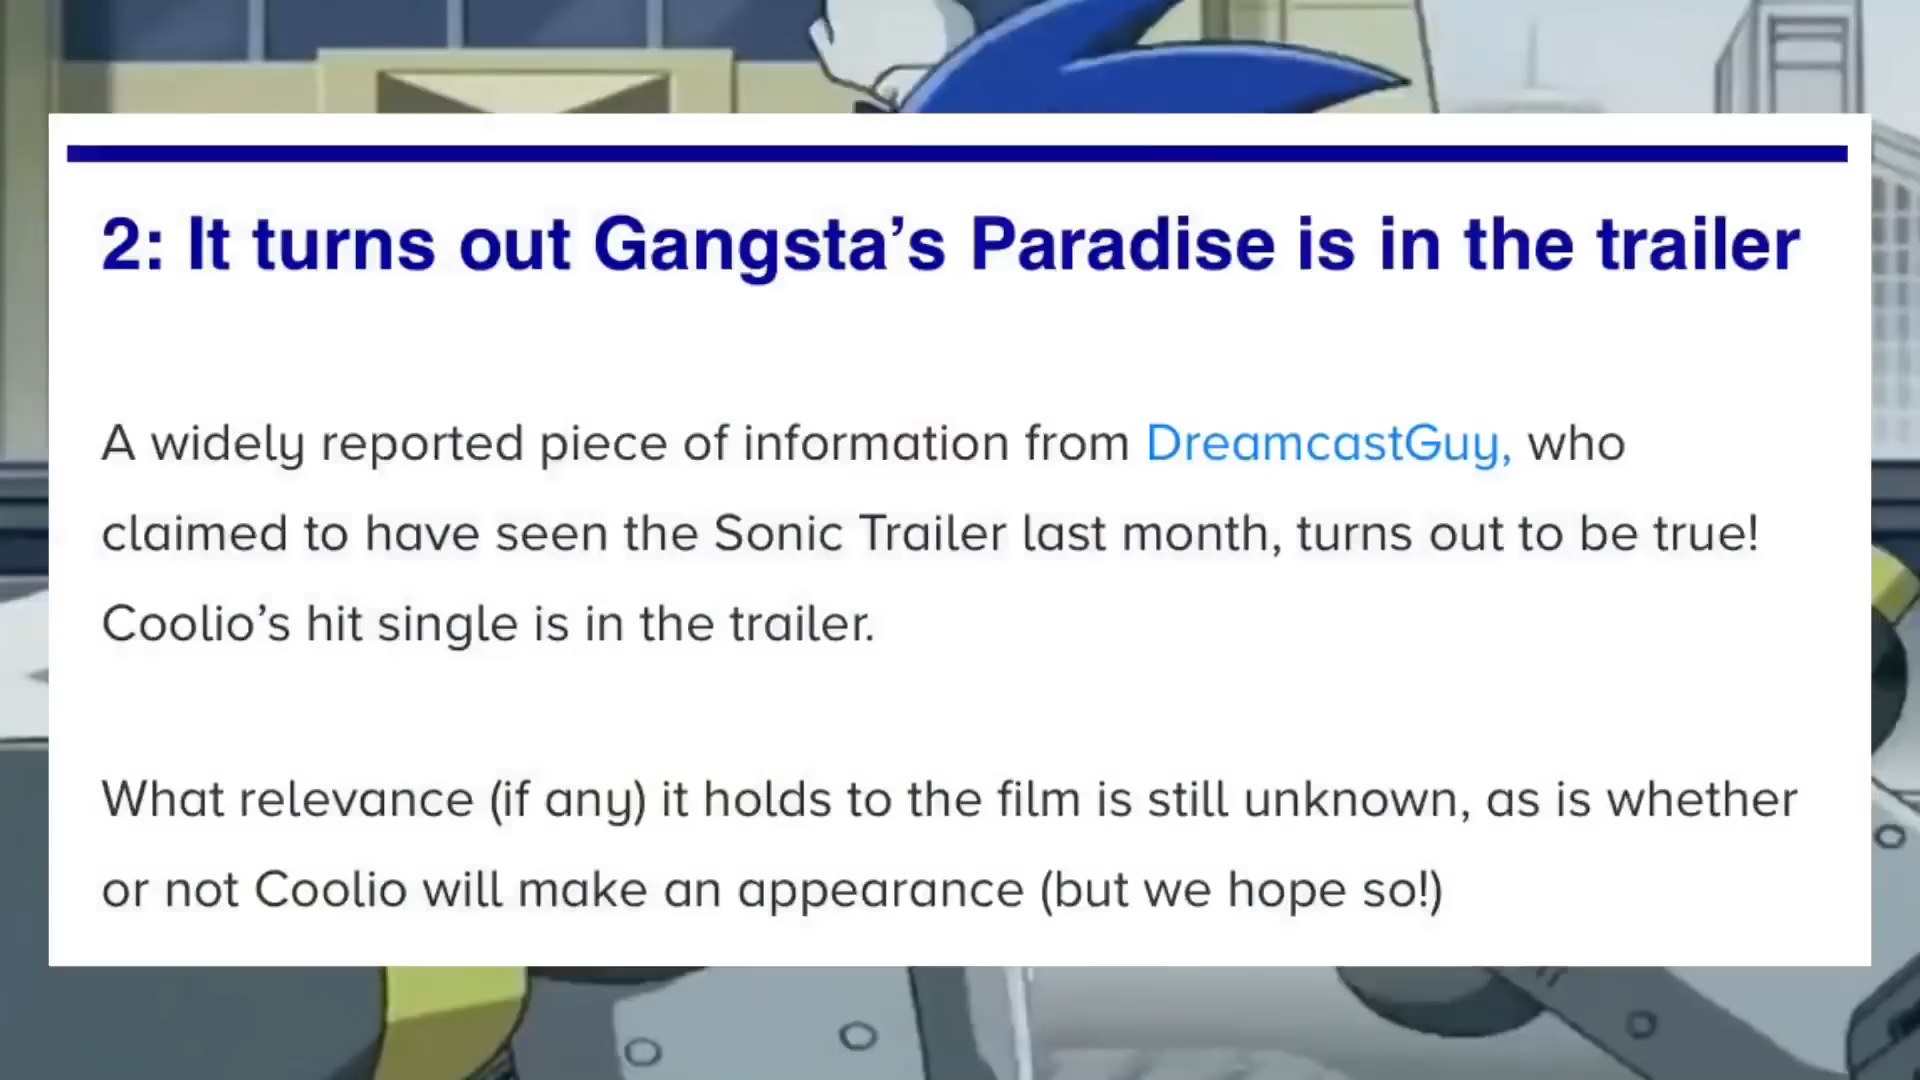 2: It turns out Gangsta’s Paradise is in the trailer
A widely reported piece of information from DreamcastGuy, who
claimed to have seen the Sonic Trailer last month, turns out to be true!
Coolio’s hit single is in the trailer.
What relevance (if any) it holds to the film is still unknown, as is whether
or not Coolio will make an appearance (but we hope so!)